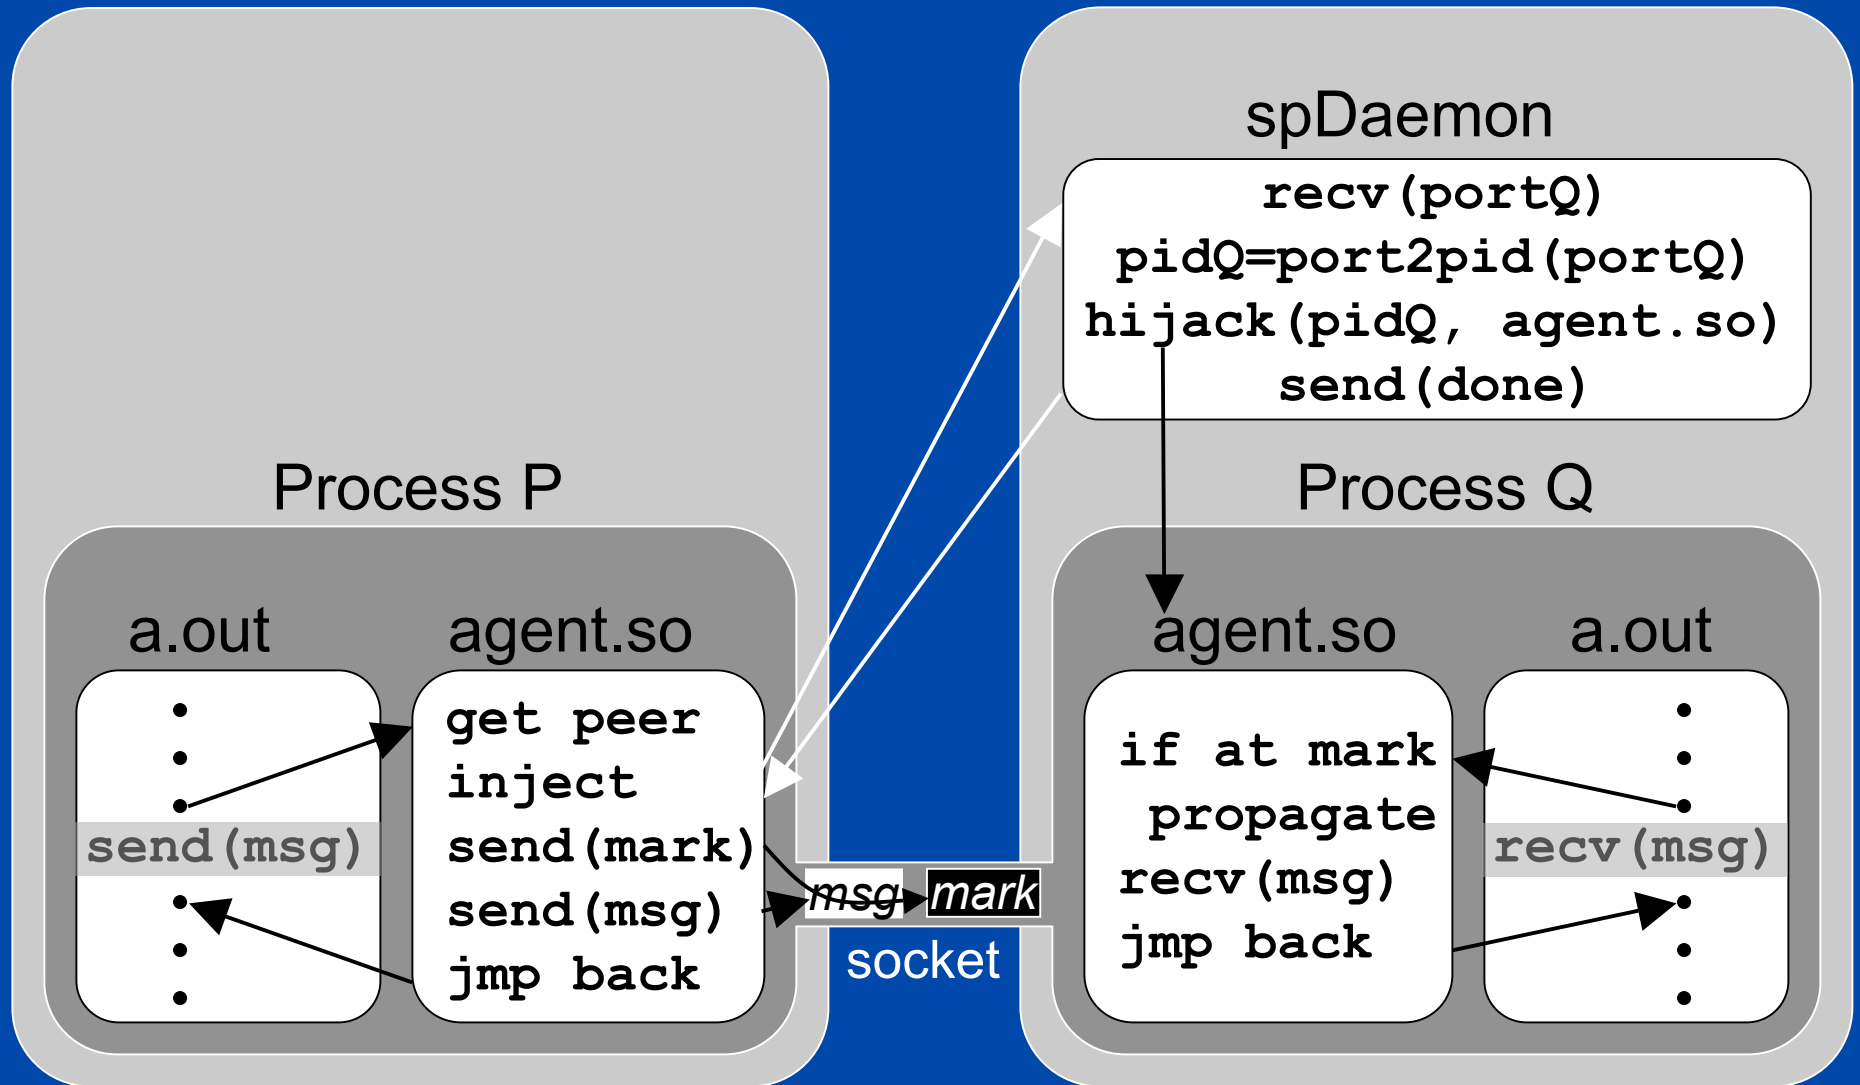 spDaemon
recv(portQ)
pidQ=port2pid(portQ)
hijack(pidQ, agent.so)
send(done)
Process P
a.out
send(msg)
agent.so
get peer
inject
send(mark)
send(msg)
jmp back
msg
mark
socket
Process Q
agent.so
if at mark
propagate
recv(msg)
jmp back
a.out
recv(msg)